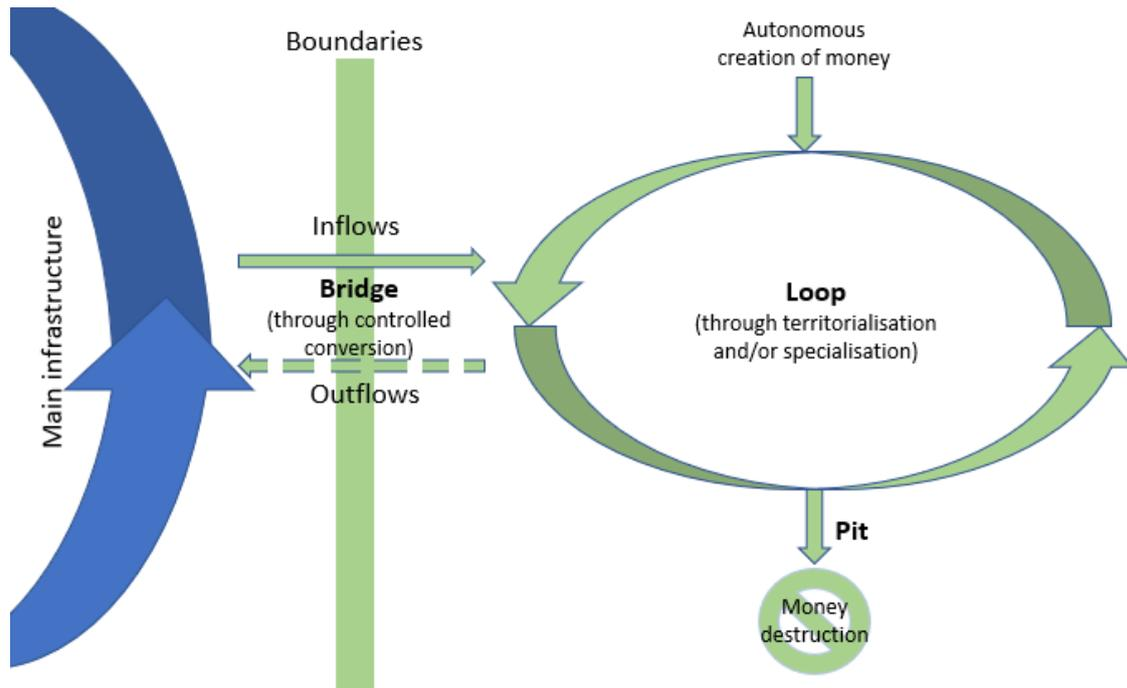 Main infrastructure
Boundaries
Inflows
Bridge
(through controlled
conversion)
Outflows
Autonomous
creation of money
Loop
(through territorialisation
and/or specialisation)
Pit
Money
destruction